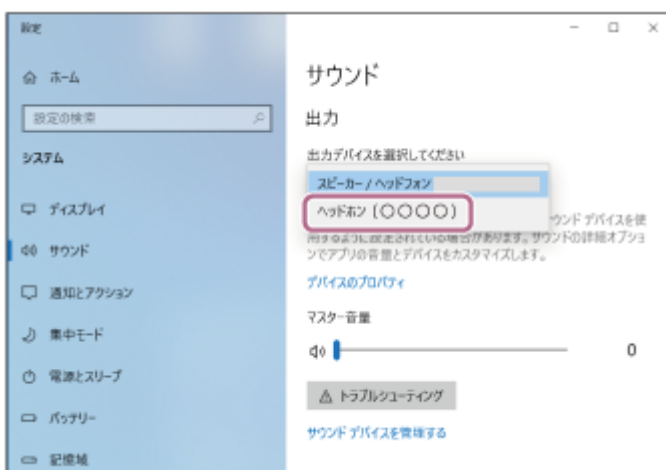 設定
ホーム
設定の検索
システム
ディスプレイ
サウンド
通知とアクション
集中モード
電源とスリープ
バッテリー
記憶域
サウンド
出力
出力デバイスを選択してください
スピーカー / ヘッドフォン
ヘッドホン (〇〇〇〇)
ウンド デバイスを使
用するように設定されている場合があります。サウンドの詳細オプショ
ンでアプリの音量とデバイスをカスタマイズします。
デバイスのプロパティ
マスター音量
0
トラブルシューティング
サウンド デバイスを管理する